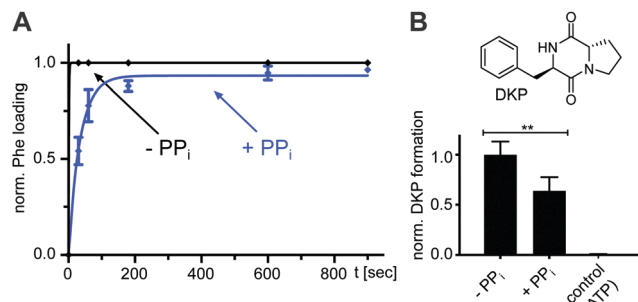 A
norm. Phe loading
1.0
0.5
0.0
0
200
400
600
800
t [sec]
- PPi
+ PPi
B
O
HN
N
O
DKP
norm. DKP formation
1.0
0.5
0.0
**
- PPi
+ PPi
control